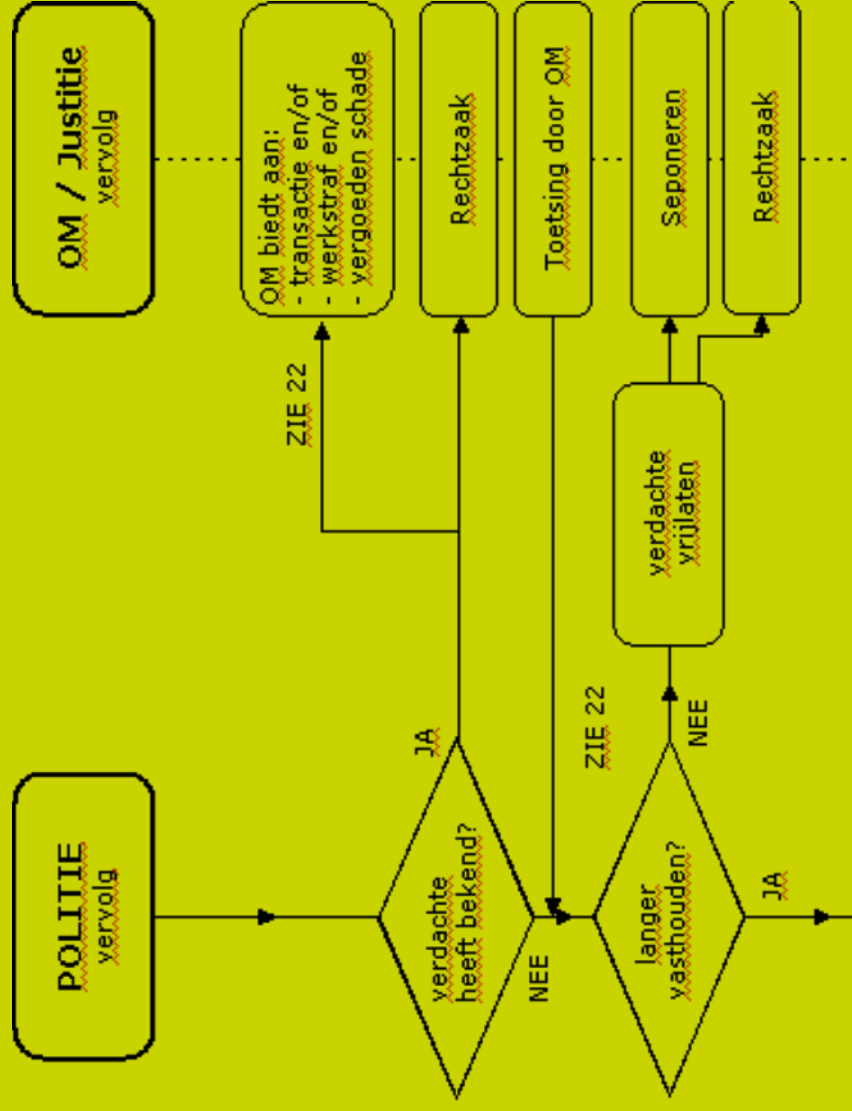 POLITIE
vervolg
OM / Justitie
vervolg
OM biedt aan:
- transactie en/of
- werkstraf en/of
- vergoeden schade
ZIE 22
JA
verdachte
heeft bekend?
Rechtzaak
NEE
Toetsing door OM
ZIE 22
langer
vasthouden?
NEE
verdachte
vrijlaten
Seponeren
JA
Rechtzaak